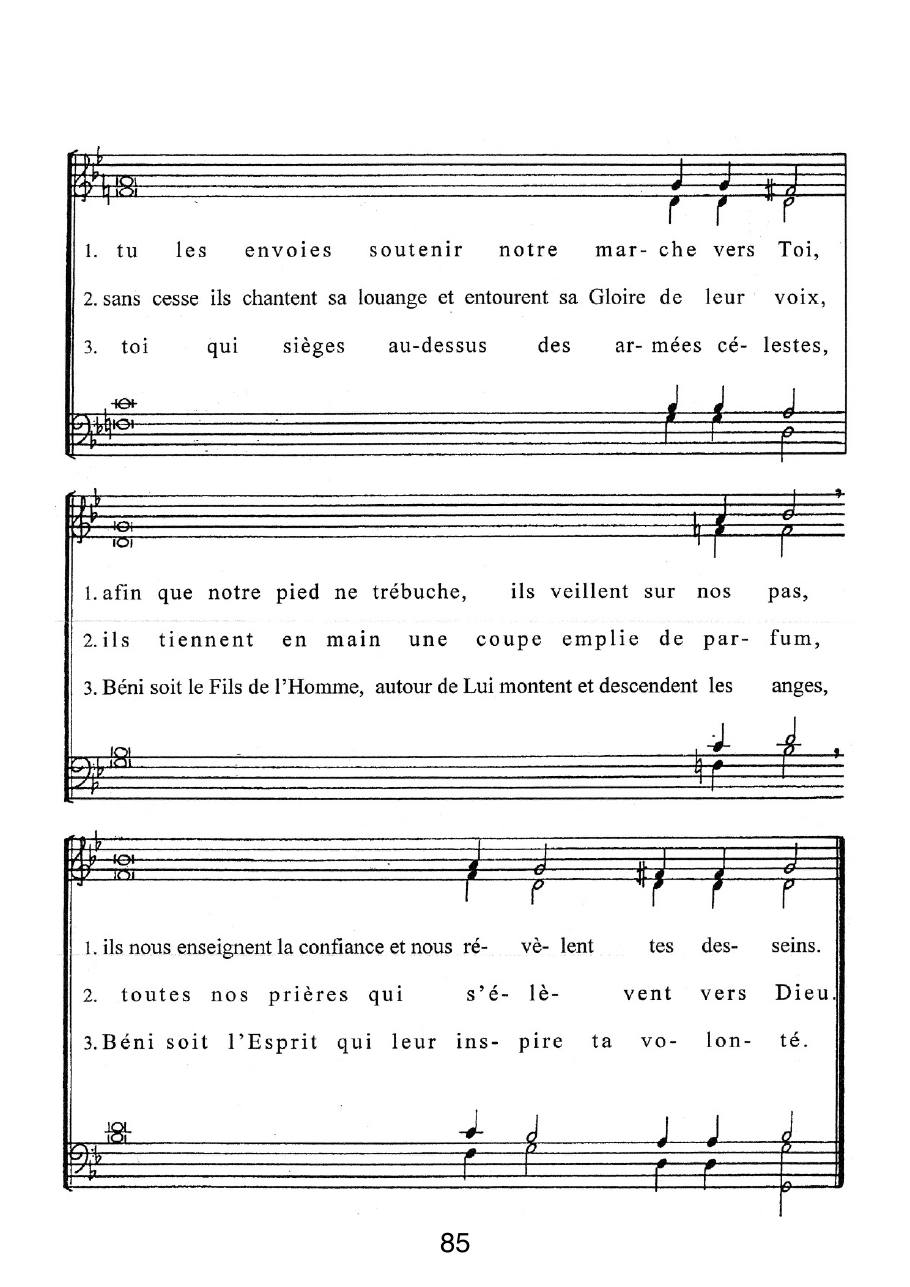 1. tu les envoies soutenir notre mar- che vers Toi,
2. sans cesse ils chantent sa louange et entourent sa Gloire de leur voix,
3. toi qui sièges au-dessus des ar- mées cé- lestes,
1. afin que notre pied ne trébuche, ils veillent sur nos pas,
2. ils tiennent en main une coupe emplie de par- fum,
3. Béni soit le Fils de l'Homme, autour de Lui montent et descendent les anges,
1. ils nous enseignent la confiance et nous ré- vè- lent tes des- seins.
2. toutes nos prières qui s'é- lè- vent vers Dieu.
3. Béni soit l'Esprit qui leur ins- pire ta vo- lon- té.
85